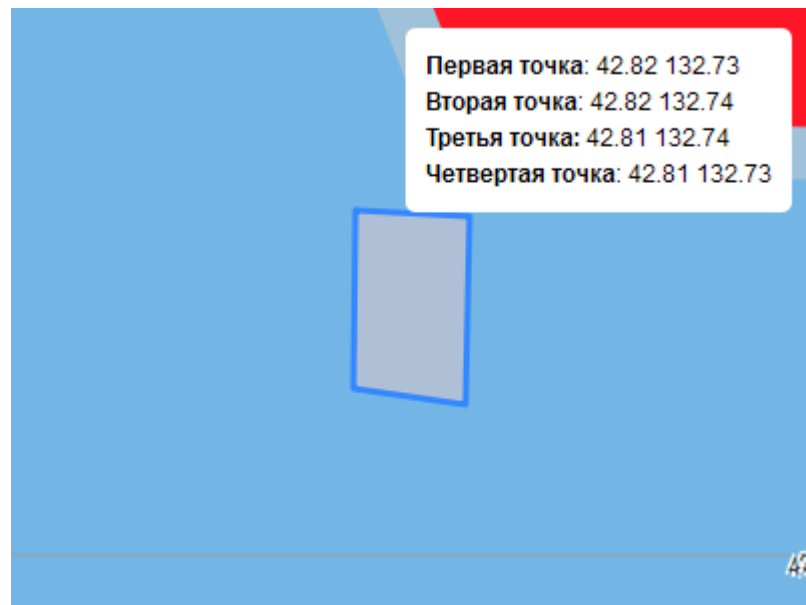 Первая точка: 42.82 132.73
Вторая точка: 42.82 132.74
Третья точка: 42.81 132.74
Четвертая точка: 42.81 132.73